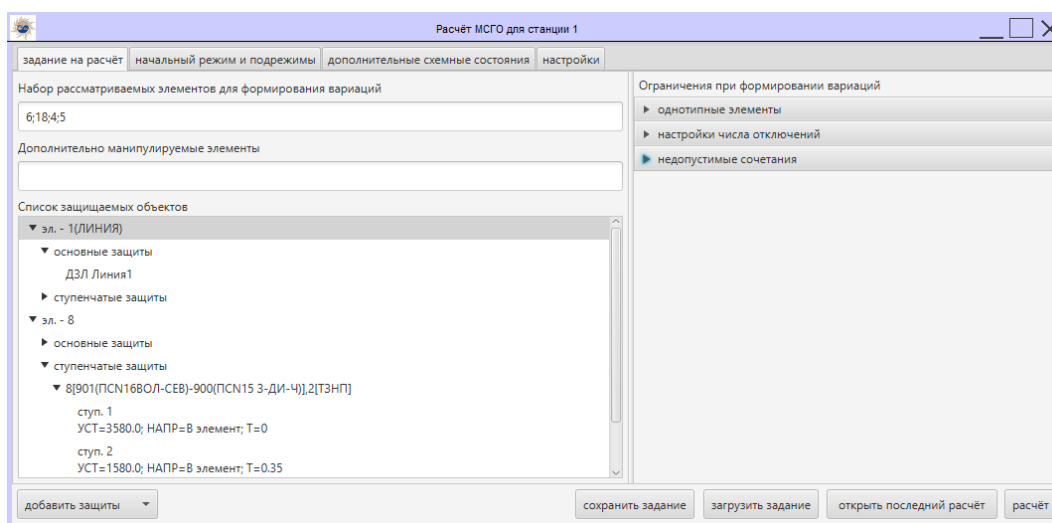 Расчёт МСГО для станции 1
задание на расчёт начальный режим и подрежимы дополнительные схемные состояния настройки
Набор рассматриваемых элементов для формирования вариаций
6;18;4;5
Дополнительно манипулируемые элементы
Список защищаемых объектов
эл. - 1(ЛИНИЯ)
основные защиты
ДЗЛ Линия1
ступенчатые защиты
эл. - 8
основные защиты
ступенчатые защиты
8[901(ПСN16ВОЛ-СЕВ)-900(ПСN15 З-ДИ-Ч)],2[ТЗНП]
ступ. 1
УСТ=3580.0; НАПР=В элемент; Т=0
ступ. 2
УСТ=1580.0; НАПР=В элемент; Т=0.35
Ограничения при формировании вариаций
однотипные элементы
настройки числа отключений
недопустимые сочетания
добавить защиты сохранить задание загрузить задание открыть последний расчёт расчёт